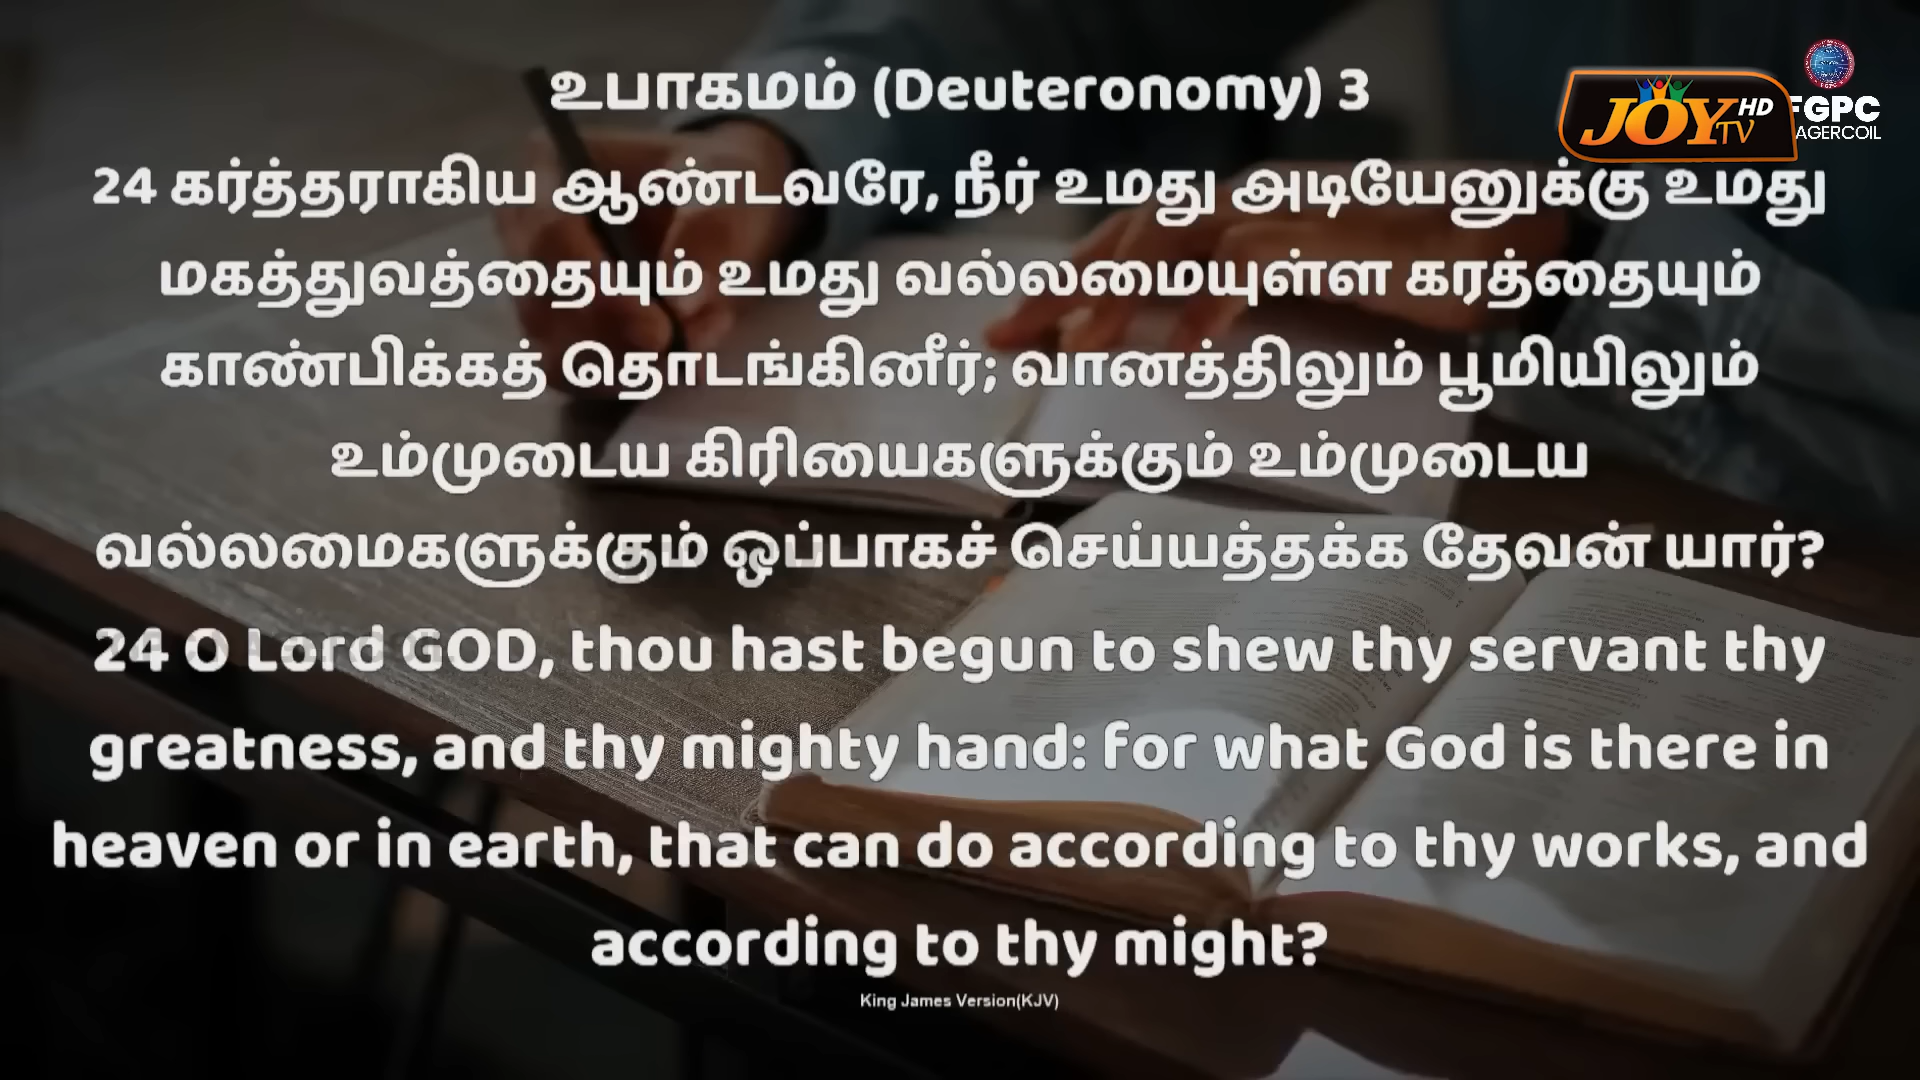 உபாகமம் (Deuteronomy) 3
JOY TV HD
FGPC
AGERCOIL
24 கர்த்தராகிய ஆண்டவரே, நீர் உமது அடியேனுக்கு உமது
மகத்துவத்தையும் உமது வல்லமையுள்ள கரத்தையும்
காண்பிக்கத் தொடங்கினீர்; வானத்திலும் பூமியிலும்
உம்முடைய கிரியைகளுக்கும் உம்முடைய
வல்லமைகளுக்கும் ஒப்பாகச் செய்யத்தக்க தேவன் யார்?
24 O Lord GOD, thou hast begun to shew thy servant thy
greatness, and thy mighty hand: for what God is there in
heaven or in earth, that can do according to thy works, and
according to thy might?
King James Version(KJV)